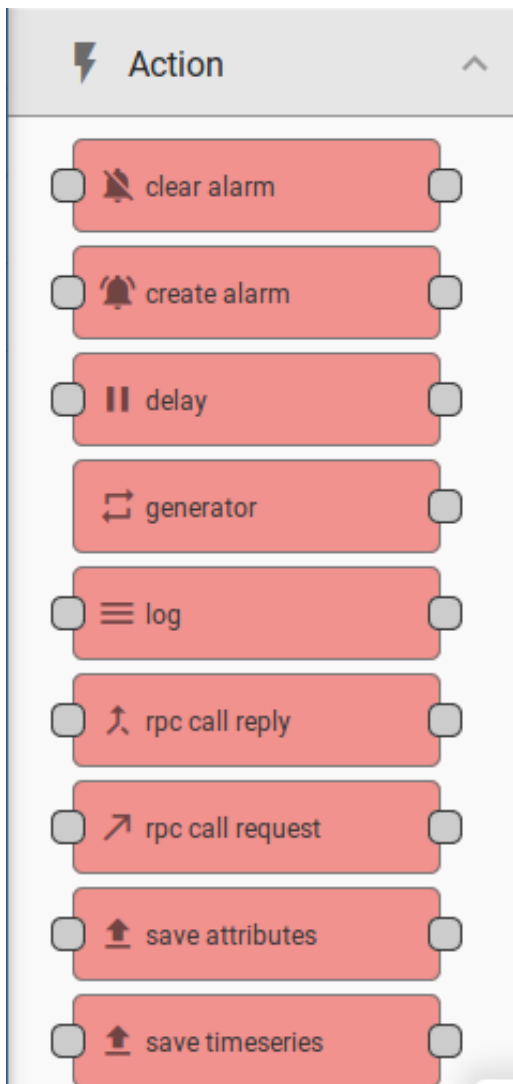 Action
clear alarm
create alarm
delay
generator
log
rpc call reply
rpc call request
save attributes
save timeseries